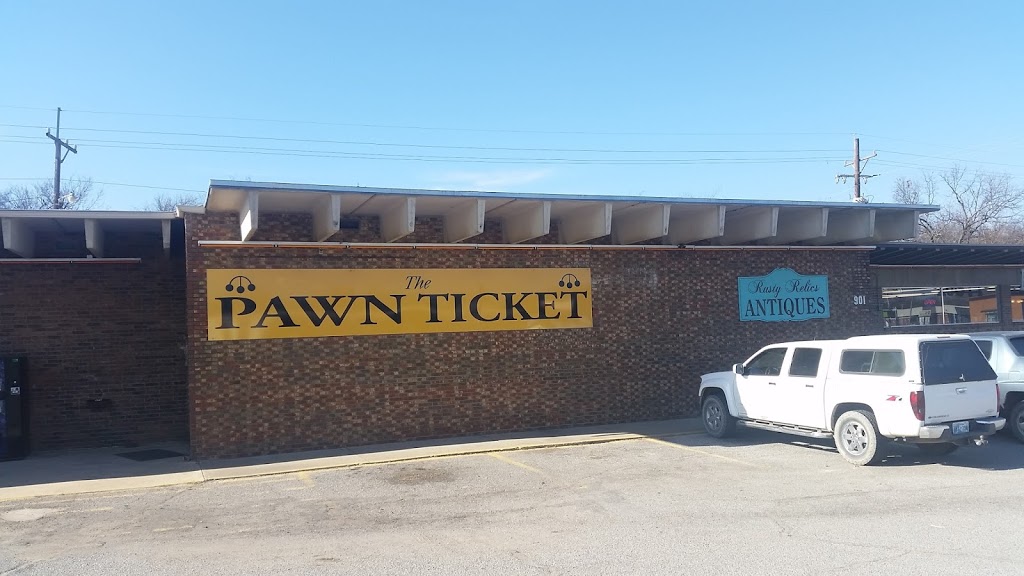 The
PAWN TICKET
Rusty Relics
ANTIQUES
901